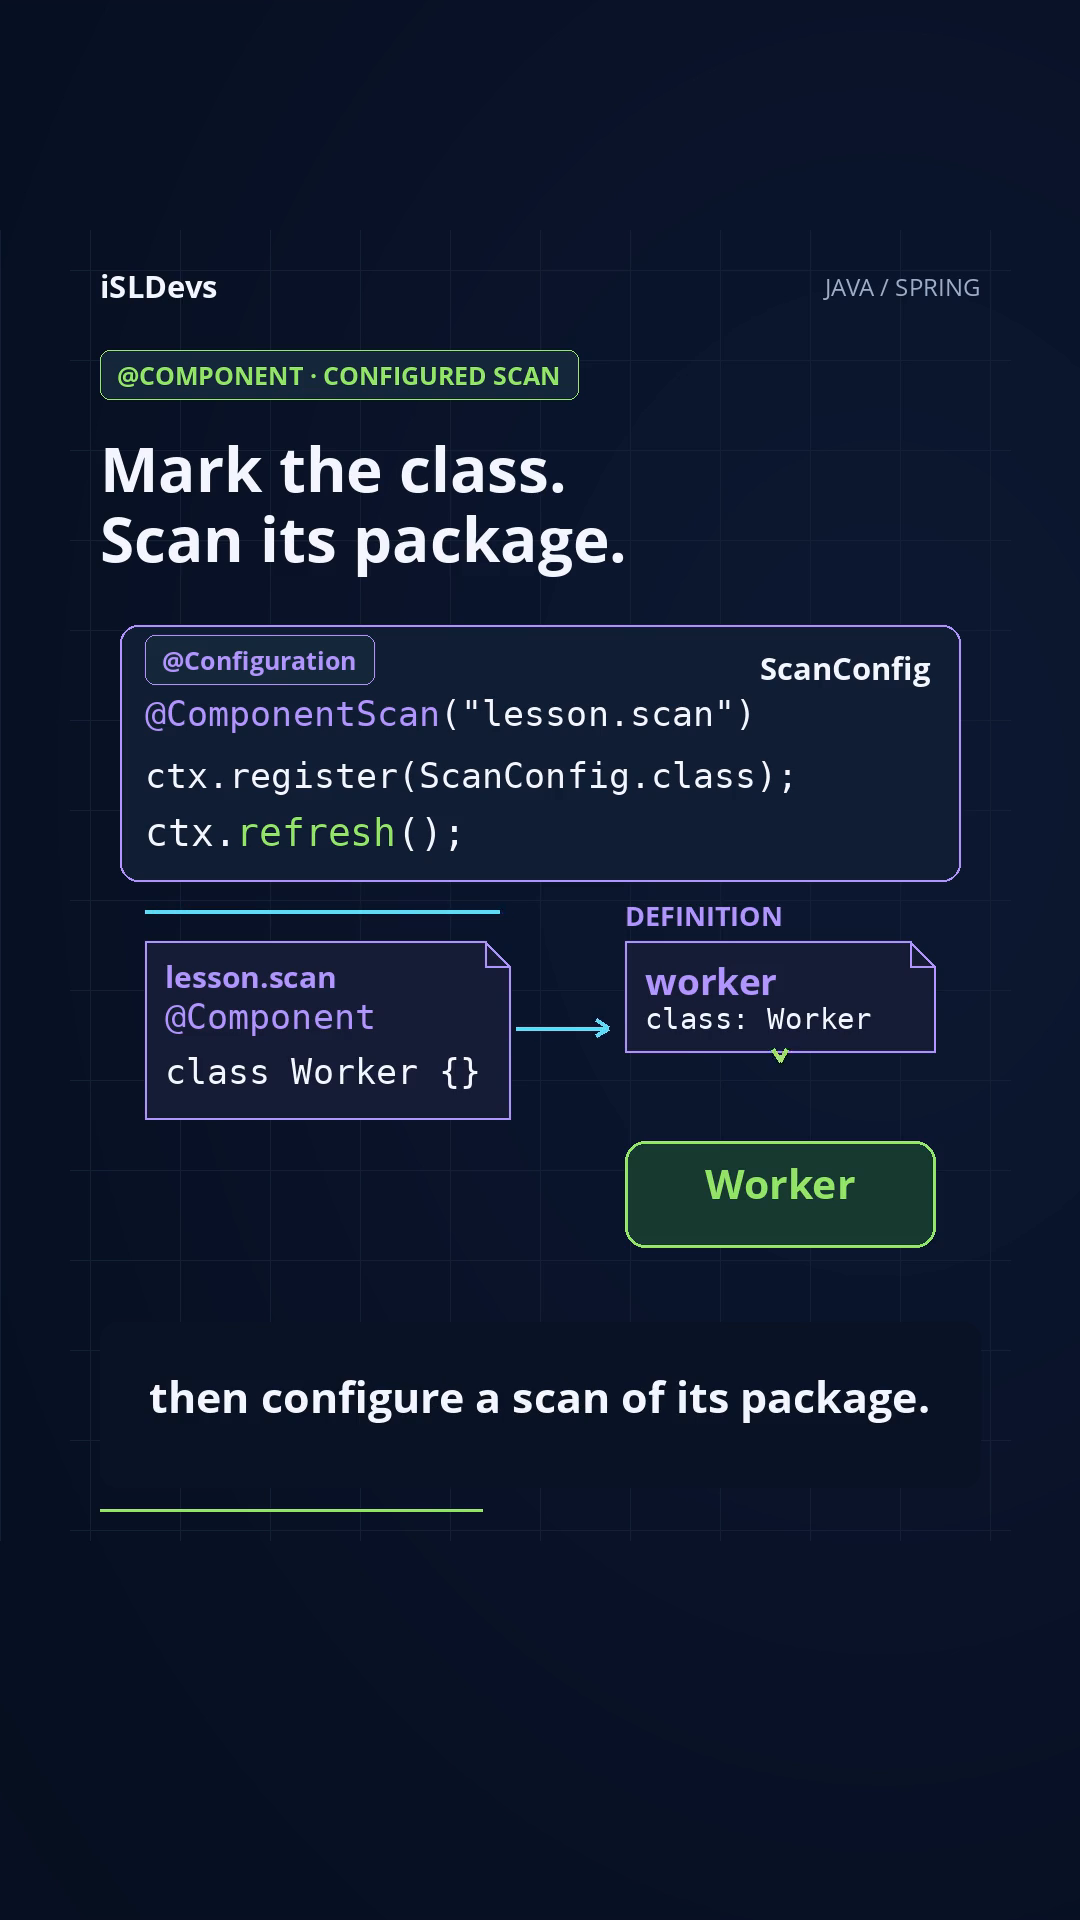 iSLDevs
JAVA / SPRING
@COMPONENT · CONFIGURED SCAN
Mark the class.
Scan its package.
@Configuration
ScanConfig
@ComponentScan("lesson.scan")
ctx.register(ScanConfig.class);
ctx.refresh();
lesson.scan
@Component
class Worker {}
DEFINITION
worker
class: Worker
Worker
then configure a scan of its package.